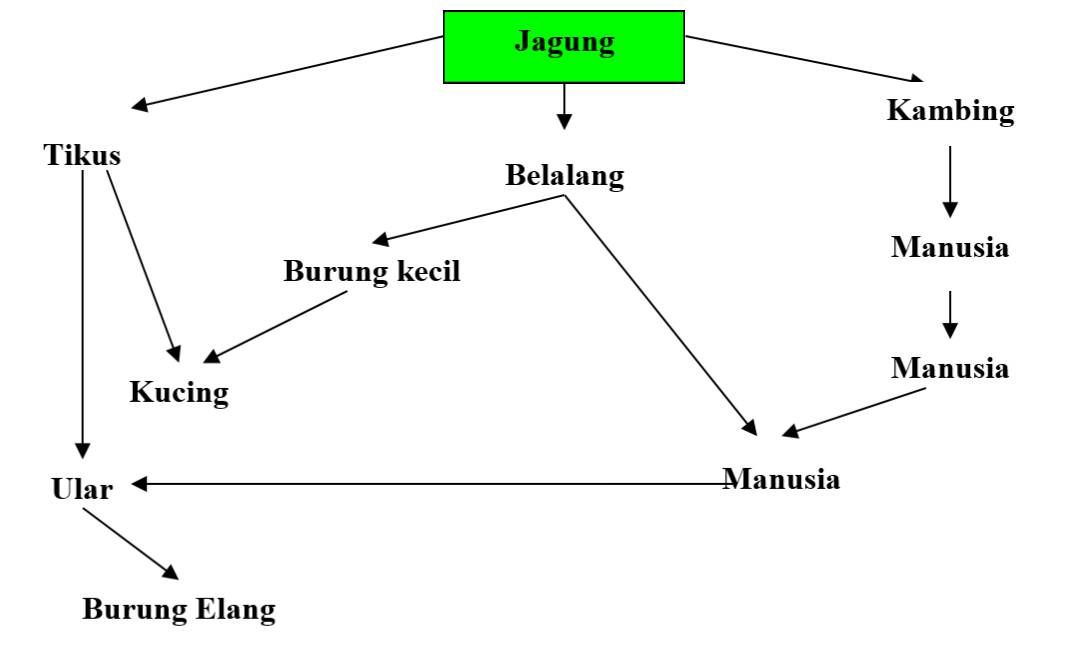 Jagung
Kambing
Tikus
Belalang
Manusia
Burung kecil
Manusia
Kucing
Manusia
Ular
Burung Elang